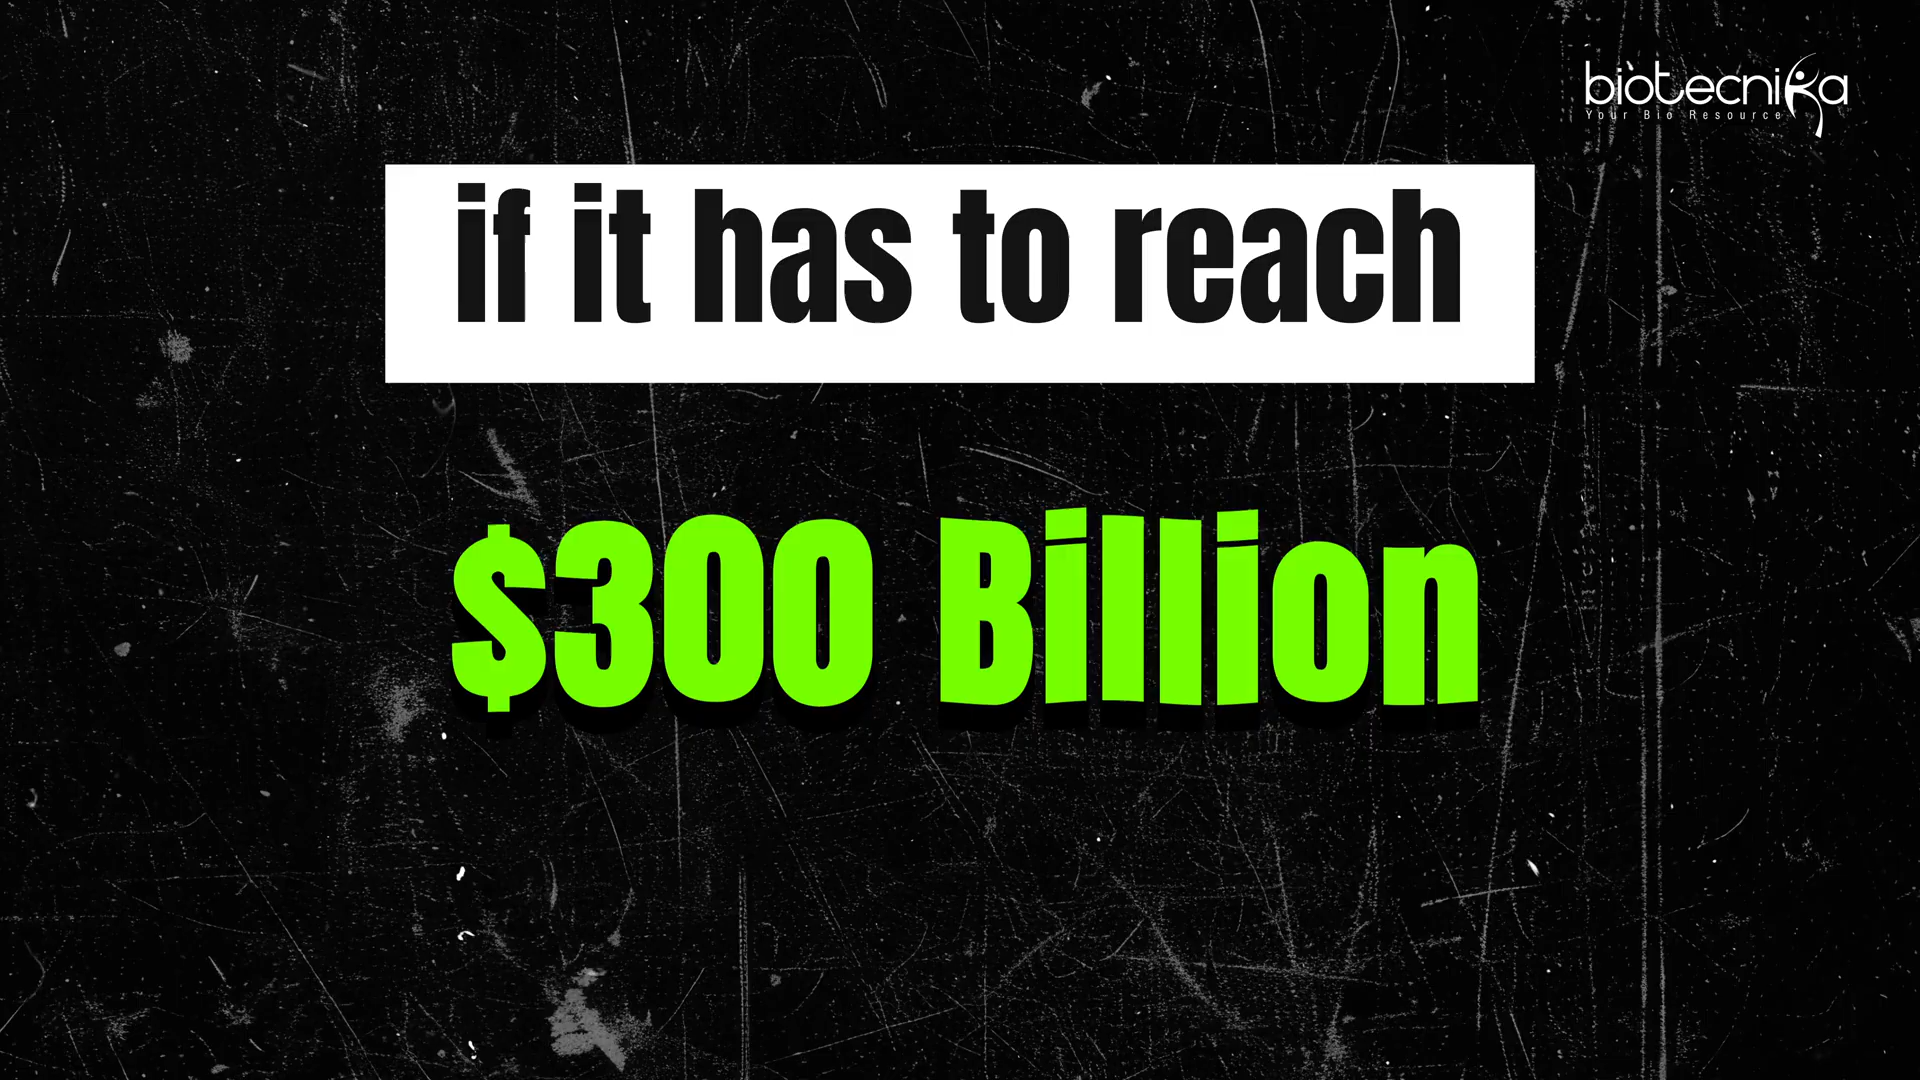 biotecnika
Your Bio Resource
if it has to reach
$300 Billion